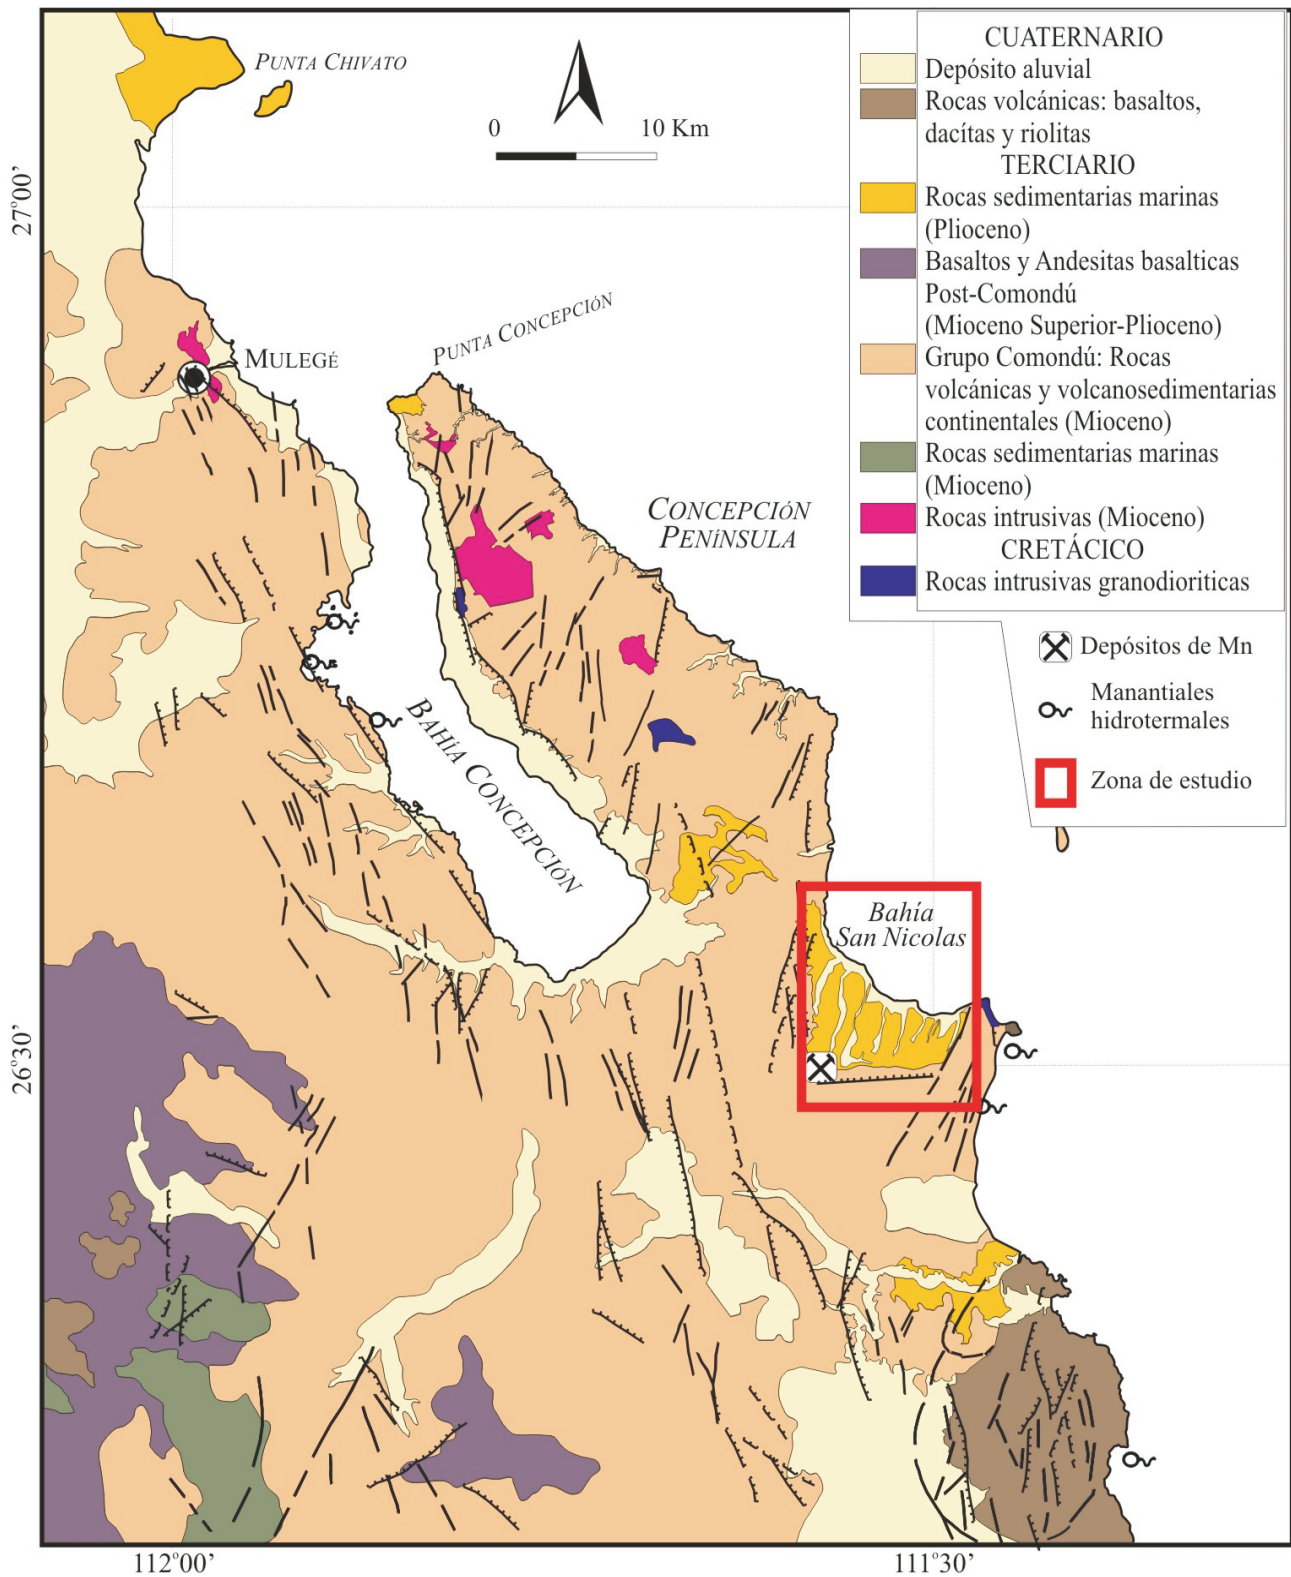 PUNTA CHIVATO
0 10 Km
27°00’
PUNTA CONCEPCIóN
MULEGÉ
CONCEPCIóN
PENíNSULA
BAHíA CONCEPCIóN
Bahía
San Nicolas
26°30’
112°00’
111°30’
CUATERNARIO
Depósito aluvial
Rocas volcánicas: basaltos,
dacítas y riolitas
TERCIARIO
Rocas sedimentarias marinas
(Plioceno)
Basaltos y Andesitas basalticas
Post-Comondú
(Mioceno Superior-Plioceno)
Grupo Comondú: Rocas
volcánicas y volcanosedimentarias
continentales (Mioceno)
Rocas sedimentarias marinas
(Mioceno)
Rocas intrusivas (Mioceno)
CRETÁCICO
Rocas intrusivas granodioriticas
Depósitos de Mn
Manantiales
hidrotermales
Zona de estudio